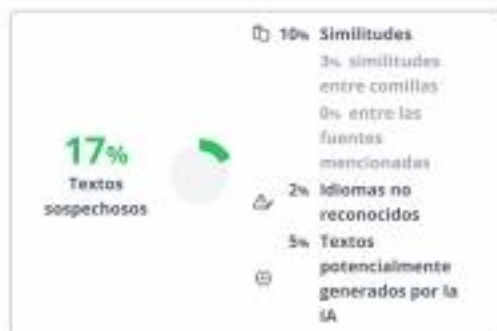 17%
Textos
sospechosos
10% Similitudes
3% similitudes
entre comillas
0% entre las
fuentes
mencionadas
2% Idiomas no
reconocidos
5% Textos
potencialmente
generados por la
IA